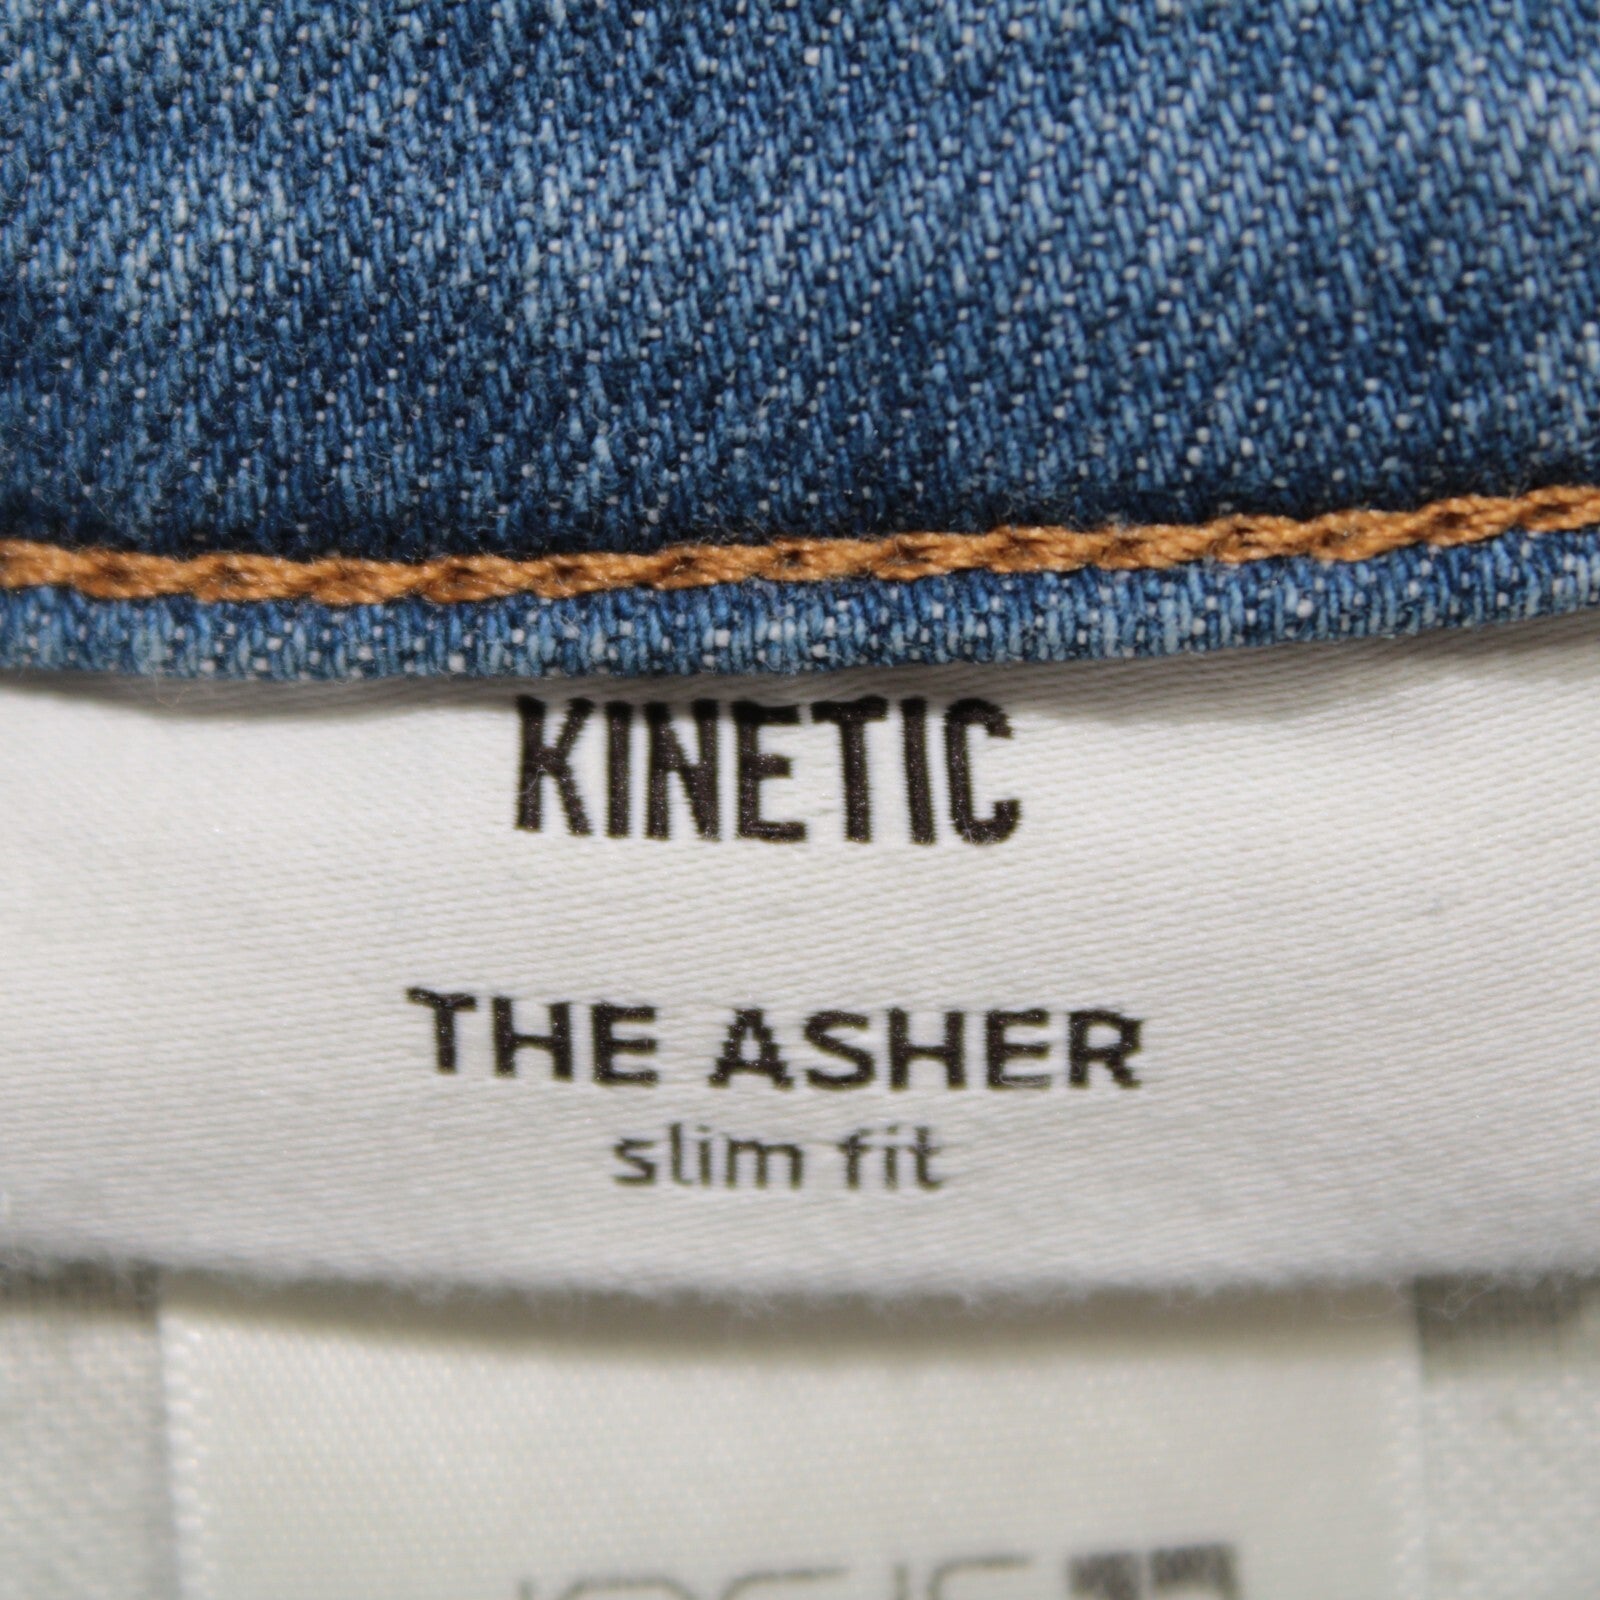 KINETIC
THE ASHER
slim fit